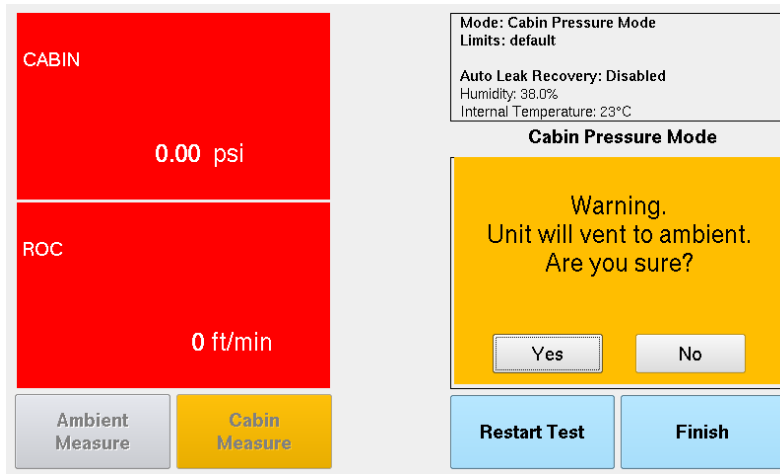 CABIN
0.00 psi
ROC
0 ft/min
Ambient
Measure
Cabin
Measure
Mode: Cabin Pressure Mode
Limits: default
Auto Leak Recovery: Disabled
Humidity: 38.0%
Internal Temperature: 23°C
Cabin Pressure Mode
Warning.
Unit will vent to ambient.
Are you sure?
Yes
No
Restart Test
Finish